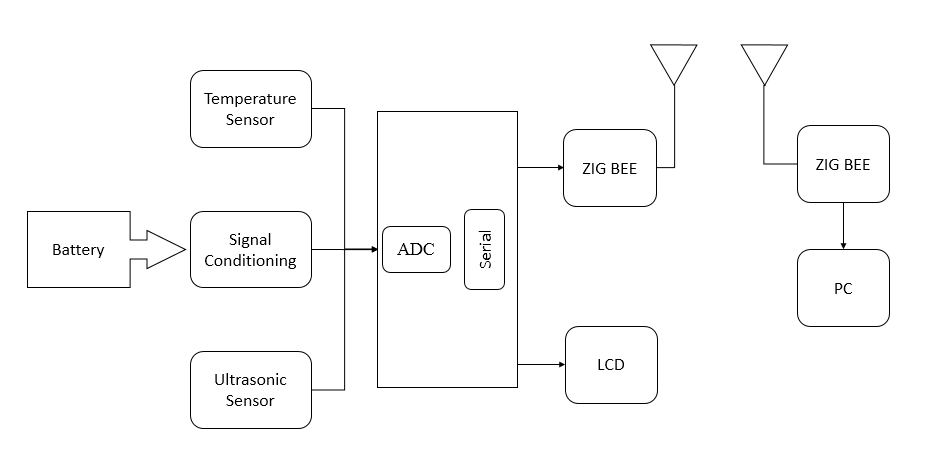 Temperature
Sensor
Battery
Signal
Conditioning
Ultrasonic
Sensor
ADC
Serial
ZIG BEE
LCD
ZIG BEE
PC